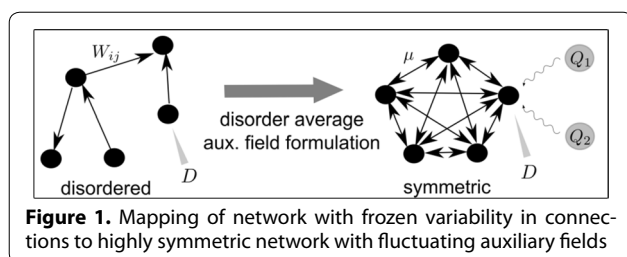 W_{ij}
D
disordered
disorder average
aux. field formulation
μ
Q_1
Q_2
D
symmetric
Figure 1. Mapping of network with frozen variability in connec-
tions to highly symmetric network with fluctuating auxiliary fields